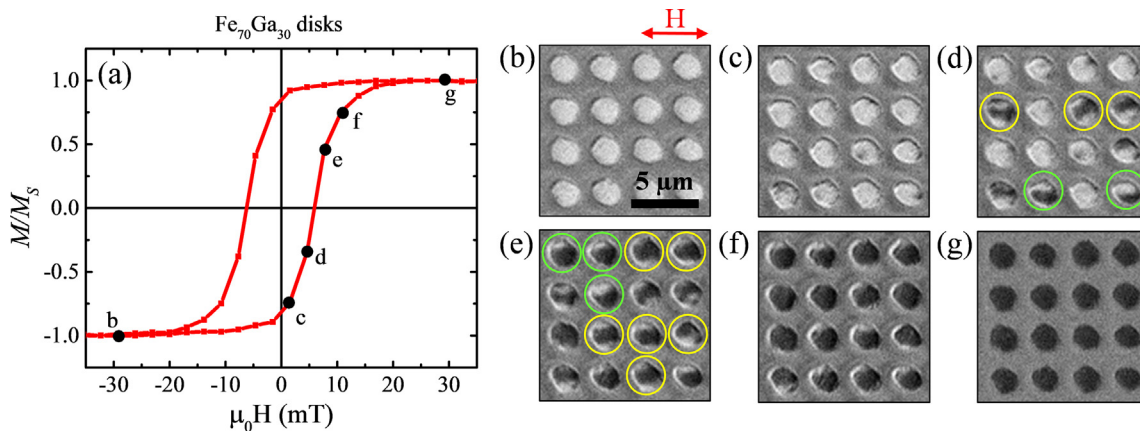 Fe₇₀Ga₃₀ disks
(a)
M/M_S
1.0
0.5
0.0
-0.5
-1.0
b
c
d
e
f
g
-30 -20 -10 0 10 20 30
μ₀H (mT)
H
(b)
5 μm
(c)
(d)
(e)
(f)
(g)